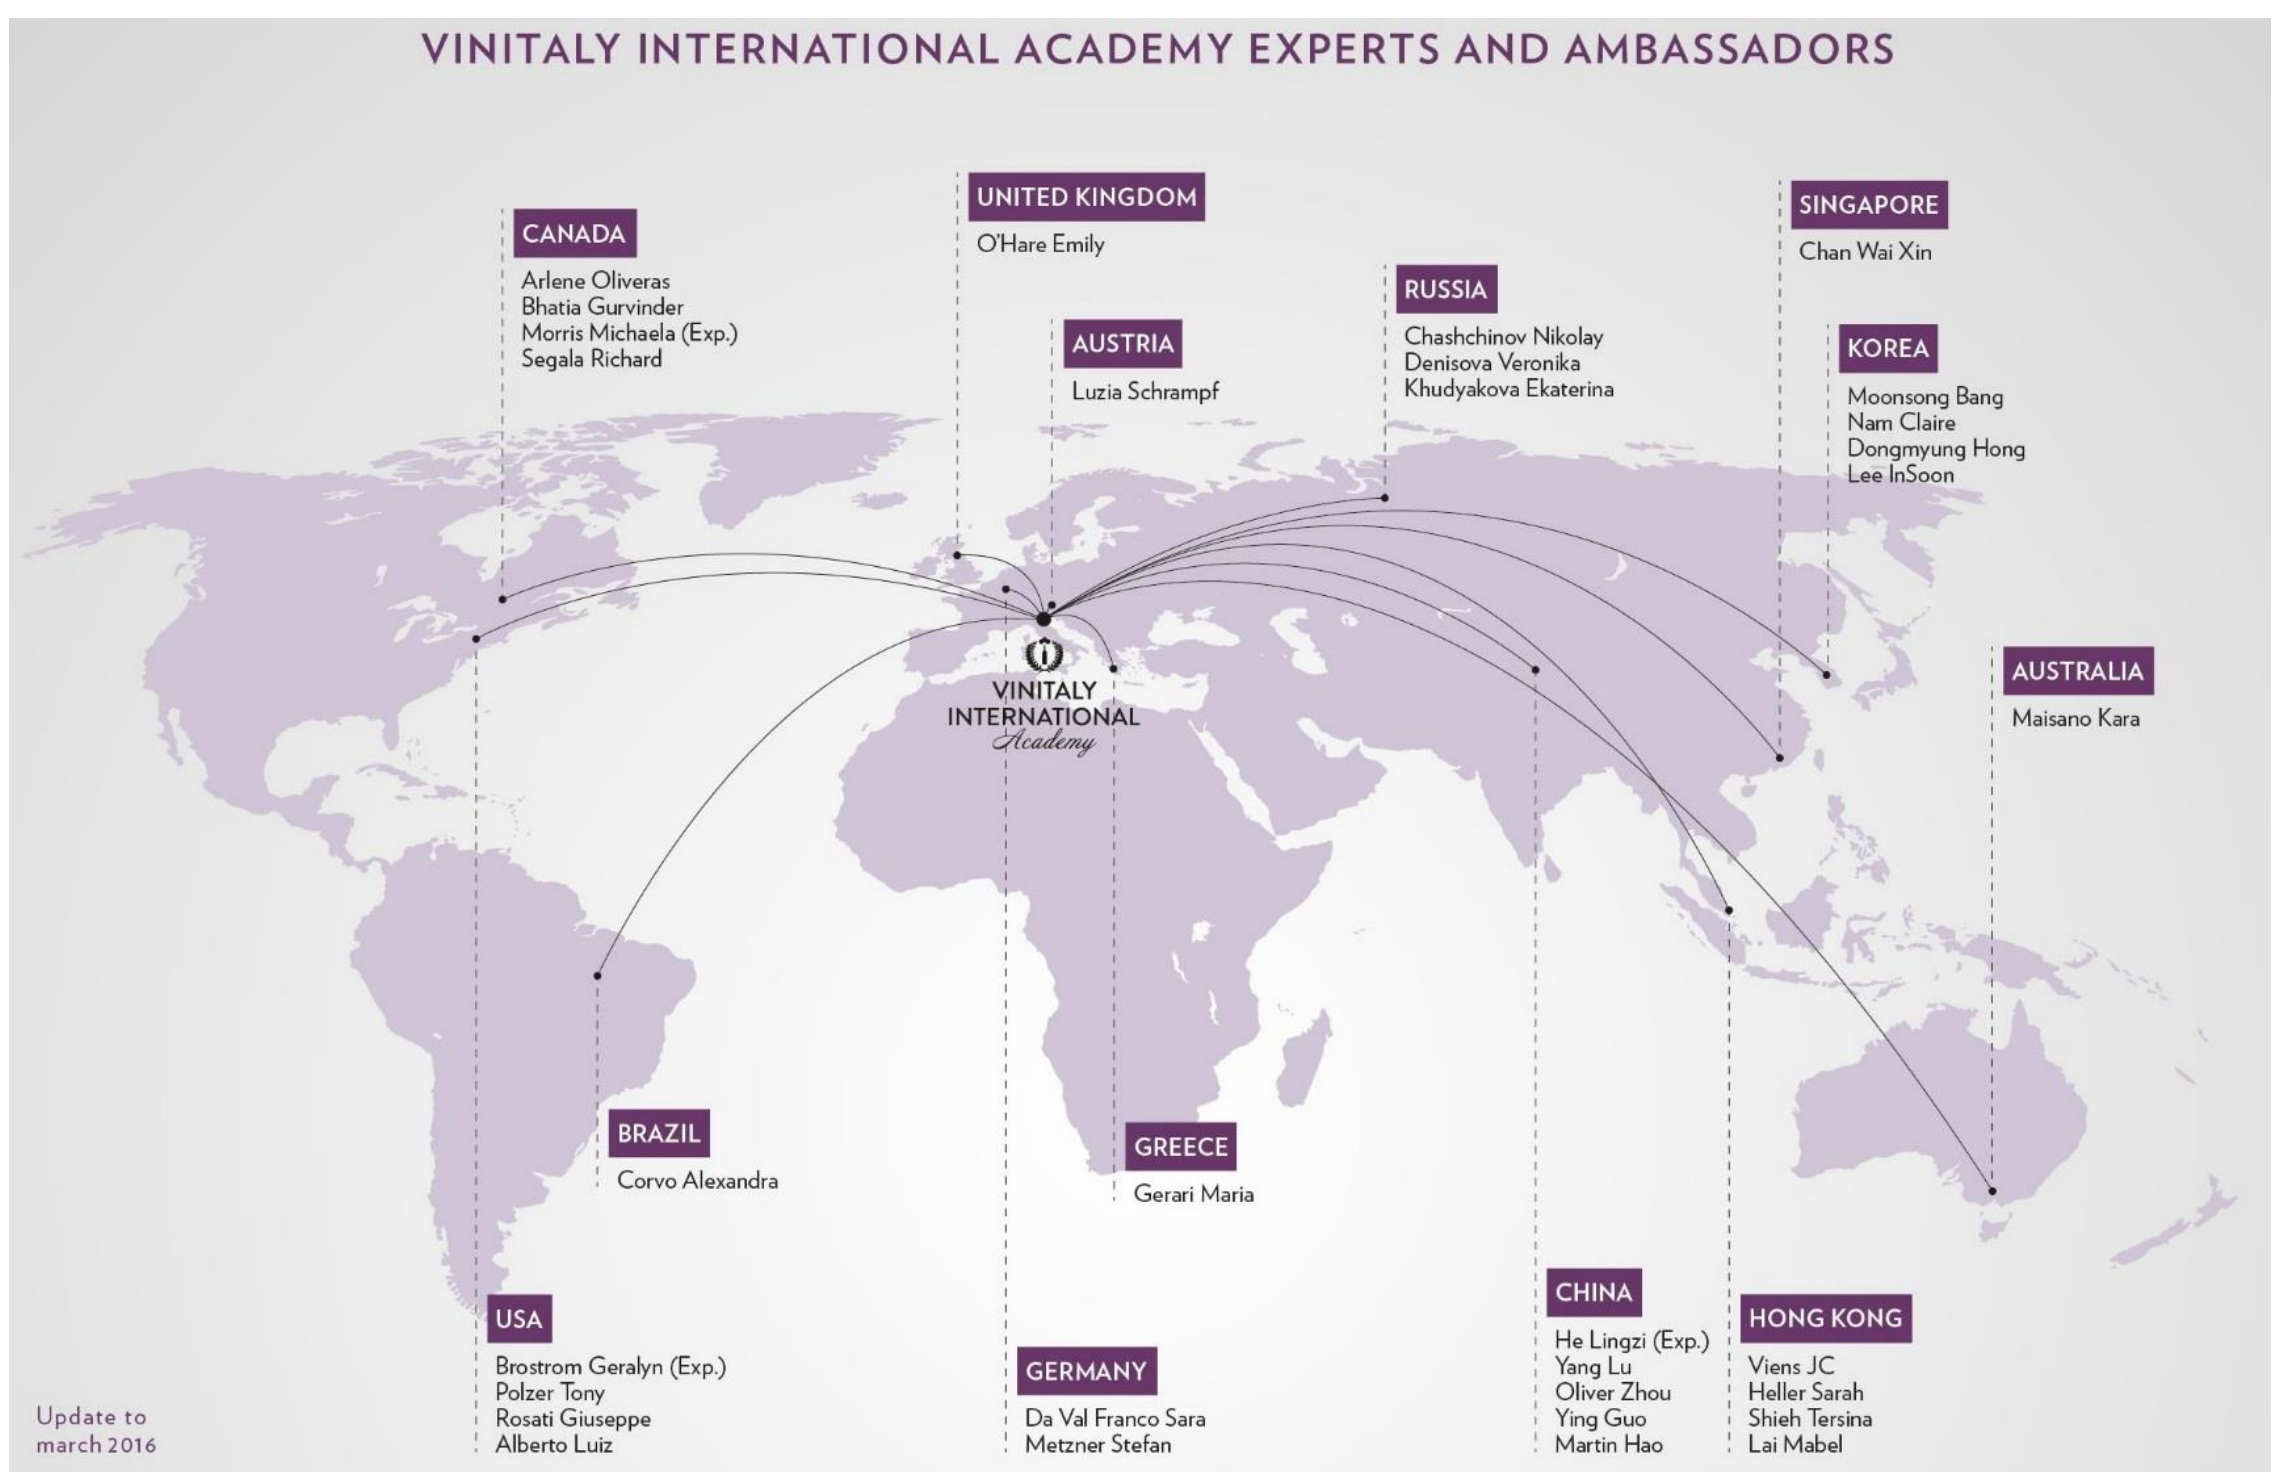 VINITALY INTERNATIONAL ACADEMY EXPERTS AND AMBASSADORS
CANADA
Arlene Oliveras
Bhatia Gurvinder
Morris Michaela (Exp.)
Segala Richard
UNITED KINGDOM
O'Hare Emily
AUSTRIA
Luzia Schrampf
RUSSIA
Chashchinov Nikolay
Denisova Veronika
Khudyakova Ekaterina
SINGAPORE
Chan Wai Xin
KOREA
Moonsong Bang
Nam Claire
Dongmyung Hong
Lee InSoon
AUSTRALIA
Maisano Kara
VINITALY
INTERNATIONAL
Academy
BRAZIL
Corvo Alexandra
GREECE
Gerari Maria
USA
Brostrom Geralyn (Exp.)
Polzer Tony
Rosati Giuseppe
Alberto Luiz
GERMANY
Da Val Franco Sara
Metzner Stefan
CHINA
He Lingzi (Exp.)
Yang Lu
Oliver Zhou
Ying Guo
Martin Hao
HONG KONG
Viens JC
Heller Sarah
Shieh Tersina
Lai Mabel
Update to
march 2016